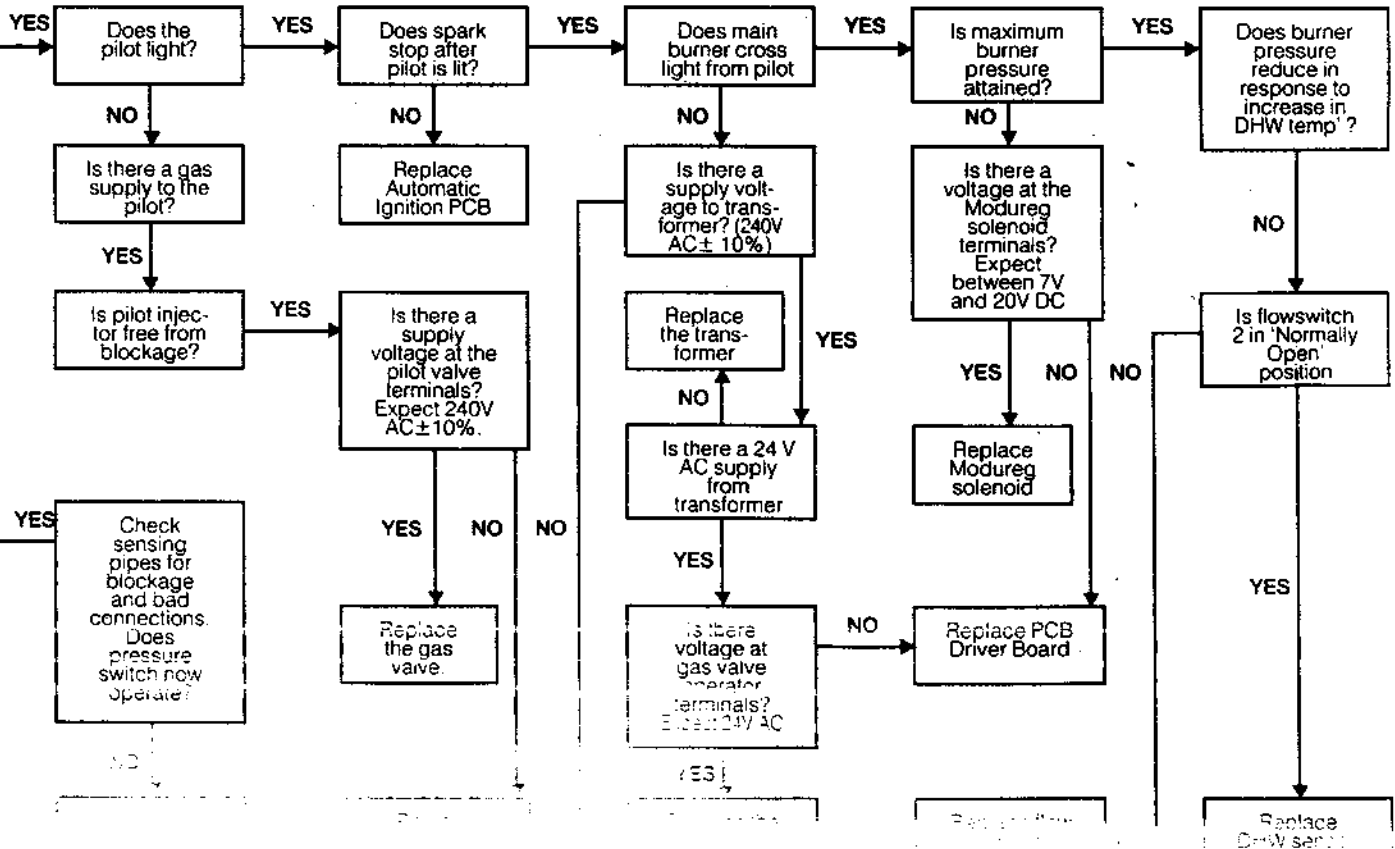 YES
Does the
pilot light?
YES
Does spark
stop after
pilot is lit?
YES
Does main
burner cross
light from pilot
YES
Is maximum
burner
pressure
attained?
YES
Does burner
pressure
reduce in
response to
increase in
DHW temp' ?
NO
NO
NO
NO
NO
Is there a gas
supply to the
pilot?
Replace
Automatic
Ignition PCB
Is there a
supply volt-
age to trans-
former? (240V
AC± 10%)
Is there a
voltage at the
Modureg
solenoid
terminals?
Expect
between 7V
and 20V DC
YES
Is pilot injec-
tor free from
blockage?
YES
Is there a
supply
voltage at the
pilot valve
terminals?
Expect 240V
AC±10%.
Replace
the trans-
former
YES
Is flowswitch
2 in 'Normally
Open'
position
NO
YES
NO
NO
Is there a 24 V
AC supply
from
transformer
Replace
Modureg
solenoid
YES
Check
sensing
pipes for
blockage
and bad
connections.
Does
pressure
switch now
operate?
YES
NO
NO
YES
YES
Replace
the gas
valve.
Is there
voltage at
gas valve
operator
terminals?
Expect 24V AC
NO
Replace PCB
Driver Board
NO
YES
Replace
DHW